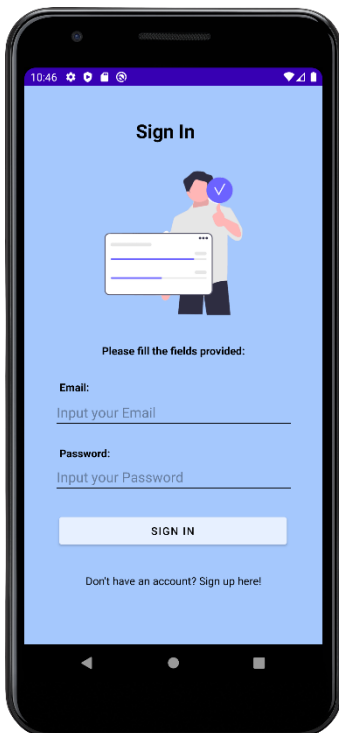 10:46
Sign In
Please fill the fields provided:
Email:
Input your Email
Password:
Input your Password
SIGN IN
Don't have an account? Sign up here!